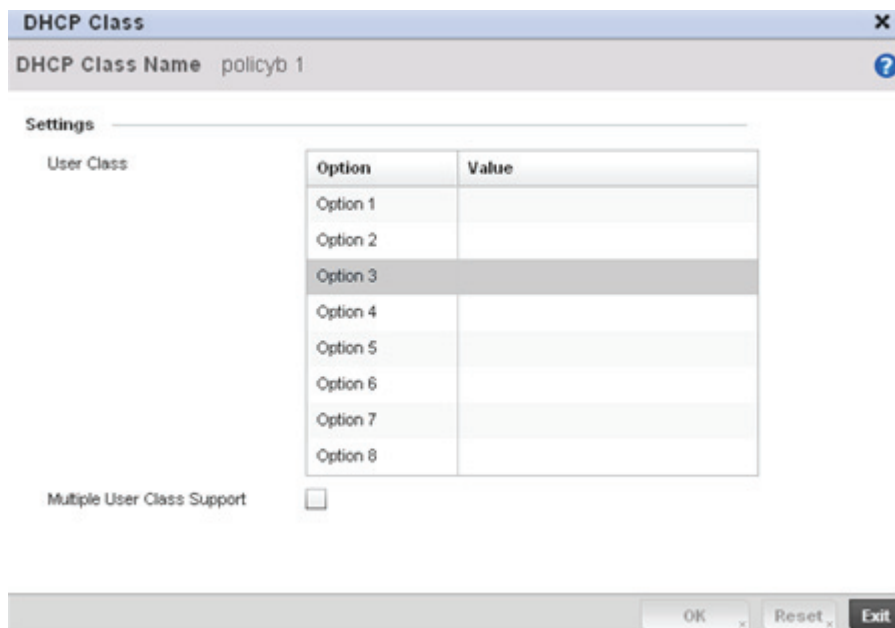 DHCP Class
DHCP Class Name policyb 1
Settings
User Class
Option Value
Option 1
Option 2
Option 3
Option 4
Option 5
Option 6
Option 7
Option 8
Multiple User Class Support
OK Reset Exit